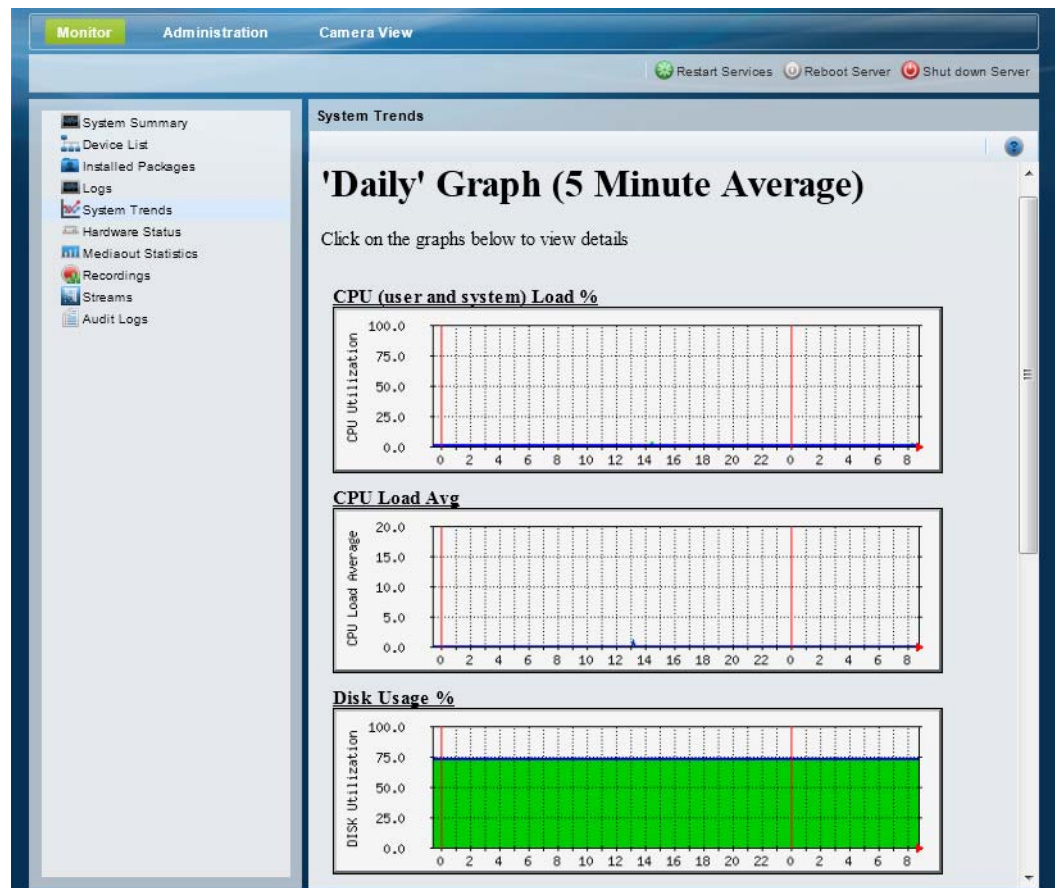 Monitor Administration Camera View
Restart Services Reboot Server Shut down Server
System Summary
Device List
Installed Packages
Logs
System Trends
Hardware Status
Mediaout Statistics
Recordings
Streams
Audit Logs
System Trends
?
'Daily' Graph (5 Minute Average)
Click on the graphs below to view details
CPU (user and system) Load %
CPU Utilization
100.0
75.0
50.0
25.0
0.0
0 2 4 6 8 10 12 14 16 18 20 22 0 2 4 6 8
CPU Load Avg
CPU Load Average
20.0
15.0
10.0
5.0
0.0
0 2 4 6 8 10 12 14 16 18 20 22 0 2 4 6 8
Disk Usage %
DISK Utilization
100.0
75.0
50.0
25.0
0.0
0 2 4 6 8 10 12 14 16 18 20 22 0 2 4 6 8